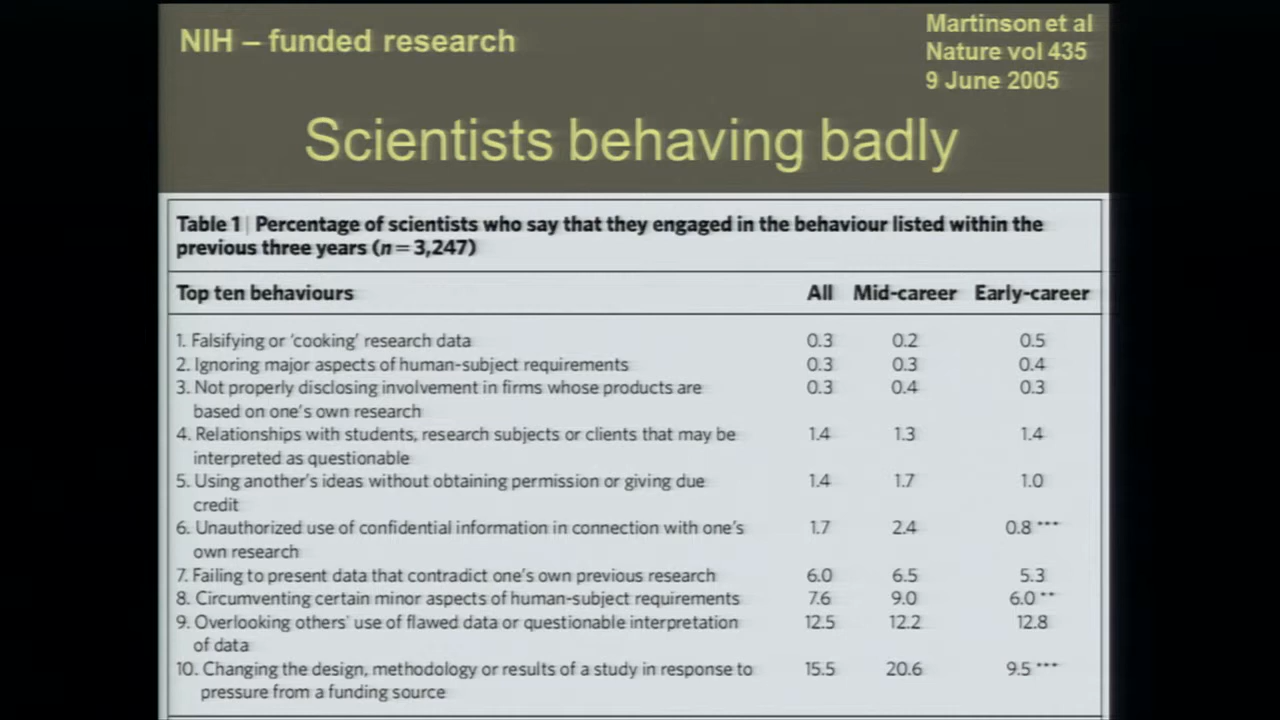 NIH – funded research
Martinson et al
Nature vol 435
9 June 2005
Scientists behaving badly
Table 1 | Percentage of scientists who say that they engaged in the behaviour listed within the
previous three years (n=3,247)
Top ten behaviours All Mid-career Early-career
1. Falsifying or 'cooking' research data 0.3 0.2 0.5
2. Ignoring major aspects of human-subject requirements 0.3 0.3 0.4
3. Not properly disclosing involvement in firms whose products are 0.3 0.4 0.3
based on one's own research
4. Relationships with students, research subjects or clients that may be 1.4 1.3 1.4
interpreted as questionable
5. Using another's ideas without obtaining permission or giving due 1.4 1.7 1.0
credit
6. Unauthorized use of confidential information in connection with one's 1.7 2.4 0.8 ***
own research
7. Failing to present data that contradict one's own previous research 6.0 6.5 5.3
8. Circumventing certain minor aspects of human-subject requirements 7.6 9.0 6.0 **
9. Overlooking others' use of flawed data or questionable interpretation 12.5 12.2 12.8
of data
10. Changing the design, methodology or results of a study in response to 15.5 20.6 9.5 ***
pressure from a funding source